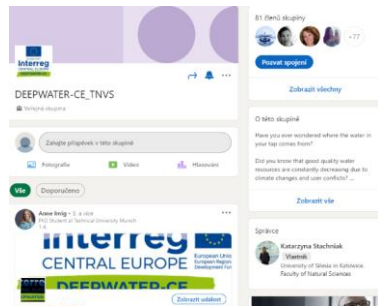 Interreg
CENTRAL EUROPE
DEEPWATER-CE_TNVS
Veřejná skupina
Zahajte příspěvek v této skupině
Fotografie
Video
Hlasování
Vše
Doporučeno
Anne Imig • 3. a více
PhD Student at Technical University Munich
Interreg
CENTRAL EUROPE
European Union
European Regional
Development Fund
DEEPWATER-CE
Zobrazit událost
81 členů skupiny
+77
Pozvat spojení
Zobrazit všechny
O této skupině
Have you ever wondered where the water in
your tap comes from?
Did you know that good quality water
resources are constantly decreasing due to
climate changes and user conflicts? ...
Zobrazit vše
Správce
Katarzyna Stachniak
Vlastník
University of Silesia in Katowice,
Faculty of Natural Sciences